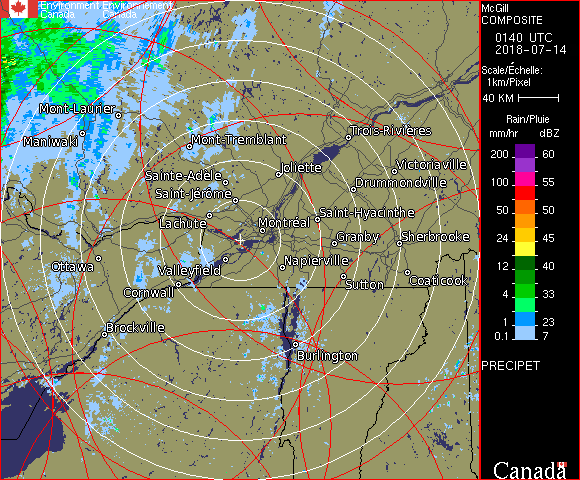 Environment Environnement
Canada Canada
McGill
COMPOSITE
0140 UTC
2018-07-14
Scale/Échelle:
1km/Pixel
40 KM
Rain/Pluie
mm/hr dBZ
200 60
100 55
50 50
24 45
12 40
4 33
1 23
0.1 7
PRECIPET
Canada
Mont-Laurier
Maniwaki
Mont-Tremblant
Trois-Rivières
Joliette
Victoriaville
Sainte-Adèle
Drummondville
Saint-Jérôme
Saint-Hyacinthe
Lachute
Montréal
Granby
Sherbrooke
Ottawa
Valleyfield
Napierville
Cornwall
Sutton
Coaticook
Brockville
Burlington